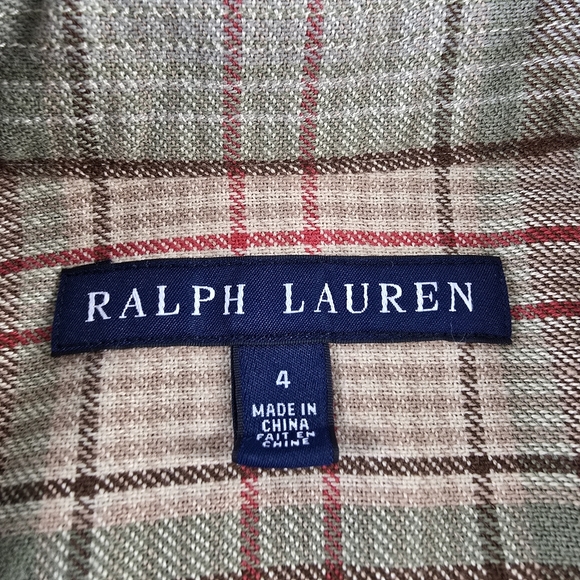 RALPH LAUREN
4
MADE IN
CHINA
FAIT EN
CHINE